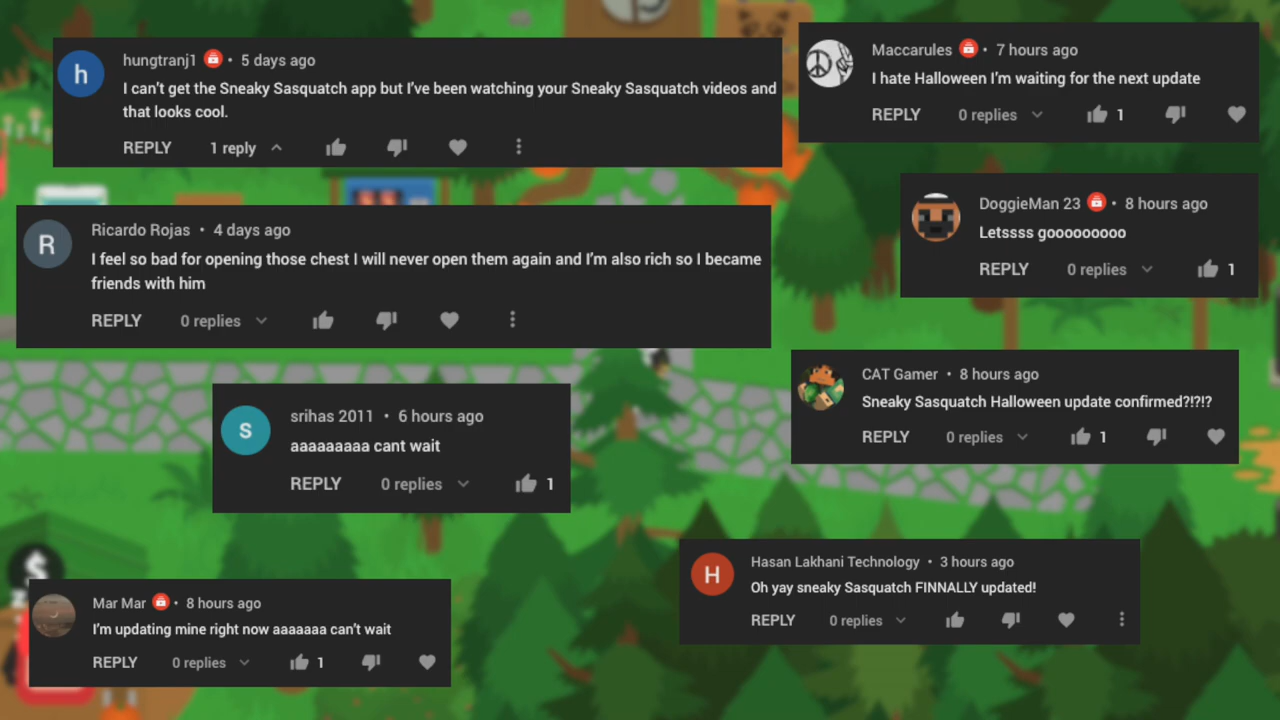 hungtranj1 • 5 days ago
I can't get the Sneaky Sasquatch app but I've been watching your Sneaky Sasquatch videos and
that looks cool.
REPLY 1 reply
Maccarules • 7 hours ago
I hate Halloween I'm waiting for the next update
REPLY 0 replies 1
h
DoggieMan 23 • 8 hours ago
Letssss gooooooooo
REPLY 0 replies 1
R
Ricardo Rojas • 4 days ago
I feel so bad for opening those chest I will never open them again and I'm also rich so I became
friends with him
REPLY 0 replies
CAT Gamer • 8 hours ago
Sneaky Sasquatch Halloween update confirmed?!?!?
REPLY 0 replies 1
S
srihas 2011 • 6 hours ago
aaaaaaaaa cant wait
REPLY 0 replies 1
H
Hasan Lakhani Technology • 3 hours ago
Oh yay sneaky Sasquatch FINNALLY updated!
REPLY 0 replies
$
Mar Mar • 8 hours ago
I'm updating mine right now aaaaaaa can't wait
REPLY 0 replies 1